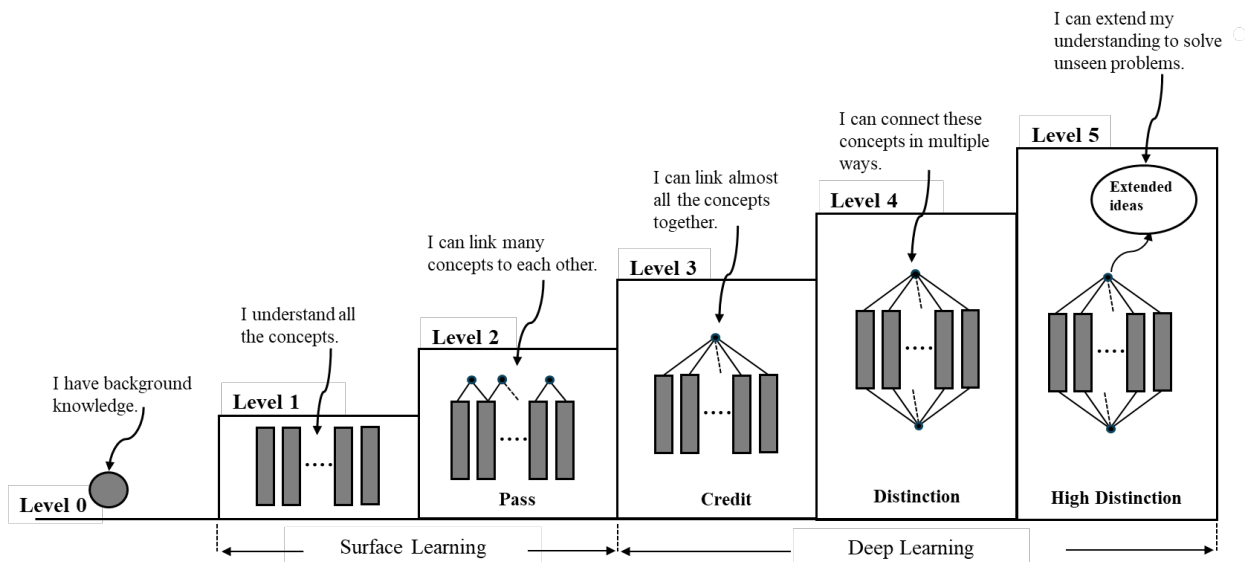 I have background
knowledge.
Level 0
I understand all
the concepts.
Level 1
....
I can link many
concepts to each other.
Level 2
....
Pass
I can link almost
all the concepts
together.
Level 3
....
Credit
I can connect these
concepts in multiple
ways.
Level 4
....
Distinction
I can extend my
understanding to solve
unseen problems.
Level 5
Extended
ideas
....
High Distinction
Surface Learning
Deep Learning